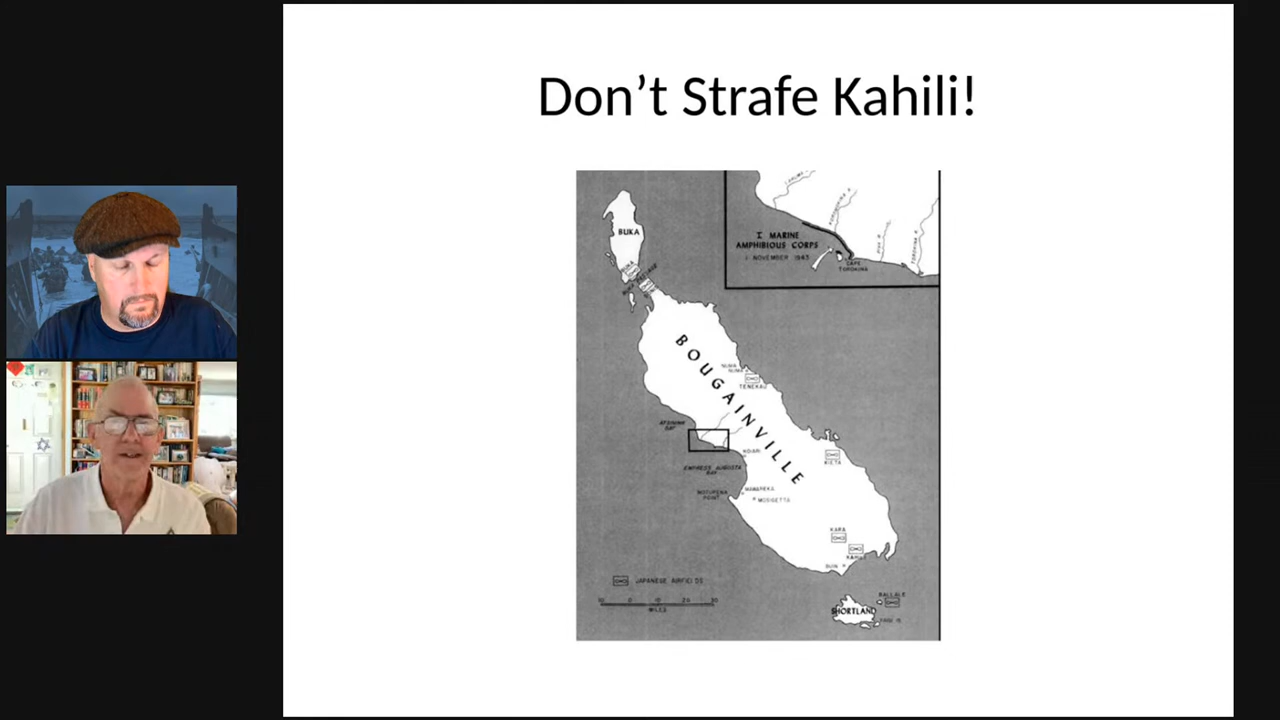 Don’t Strafe Kahili!
I MARINE
AMPHIBIOUS CORPS
1 NOVEMBER 1943
CAPE
TOROKINA
BUKA
BOUGAINVILLE
NUMA
NUMA
TENEKAU
EMPRESS AUGUSTA
BAY
MOTUPENA
POINT
MAWAREKA
MOSIGETTA
KIETA
KARA
KAHILI
BUIN
JAPANESE AIRFIELDS
MILES
BALLALE
SHORTLAND